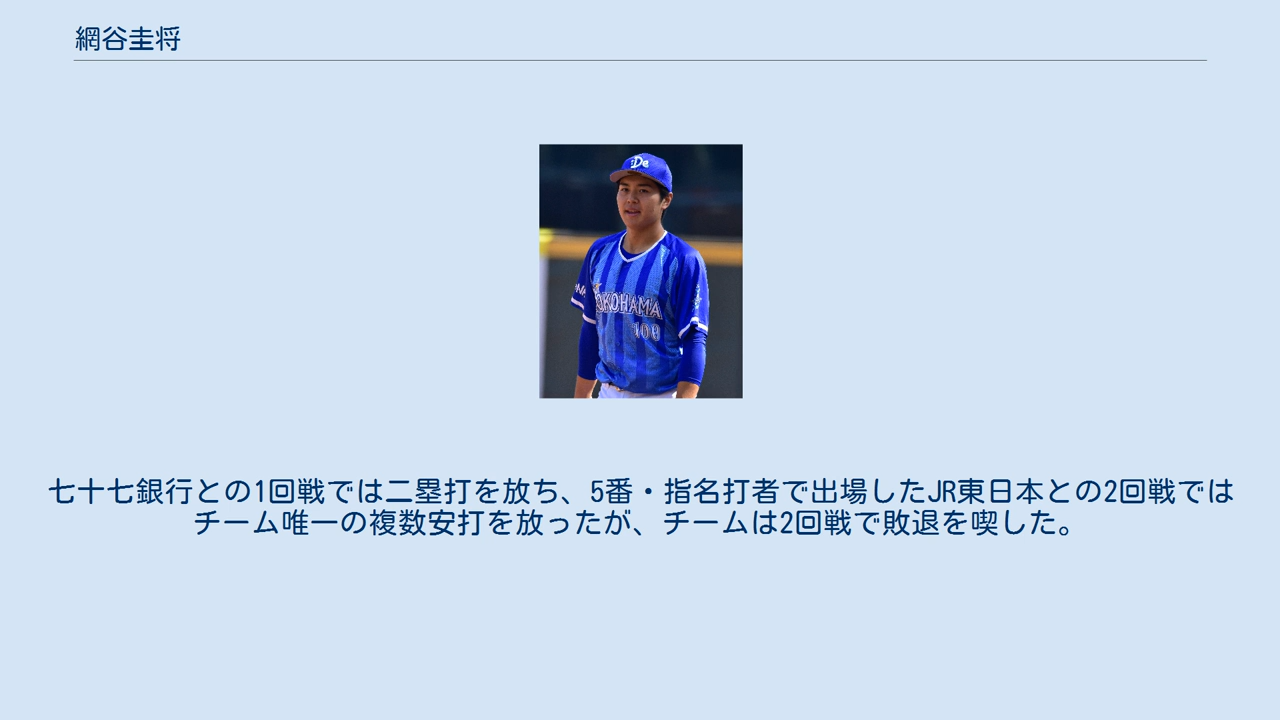 網谷圭将
De
YOKOHAMA
109
七十七銀行との1回戦では二塁打を放ち、5番・指名打者で出場したJR東日本との2回戦では
チーム唯一の複数安打を放ったが、チームは2回戦で敗退を喫した。